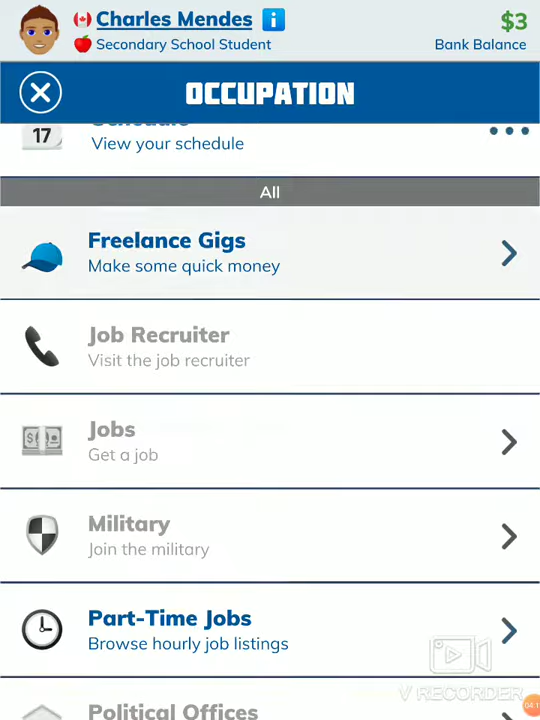 Charles Mendes
$3
Secondary School Student
Bank Balance
OCCUPATION
Schedule
17
View your schedule
All
Freelance Gigs
Make some quick money
Job Recruiter
Visit the job recruiter
Jobs
Get a job
Military
Join the military
Part-Time Jobs
Browse hourly job listings
V RECORDER
Political Offices